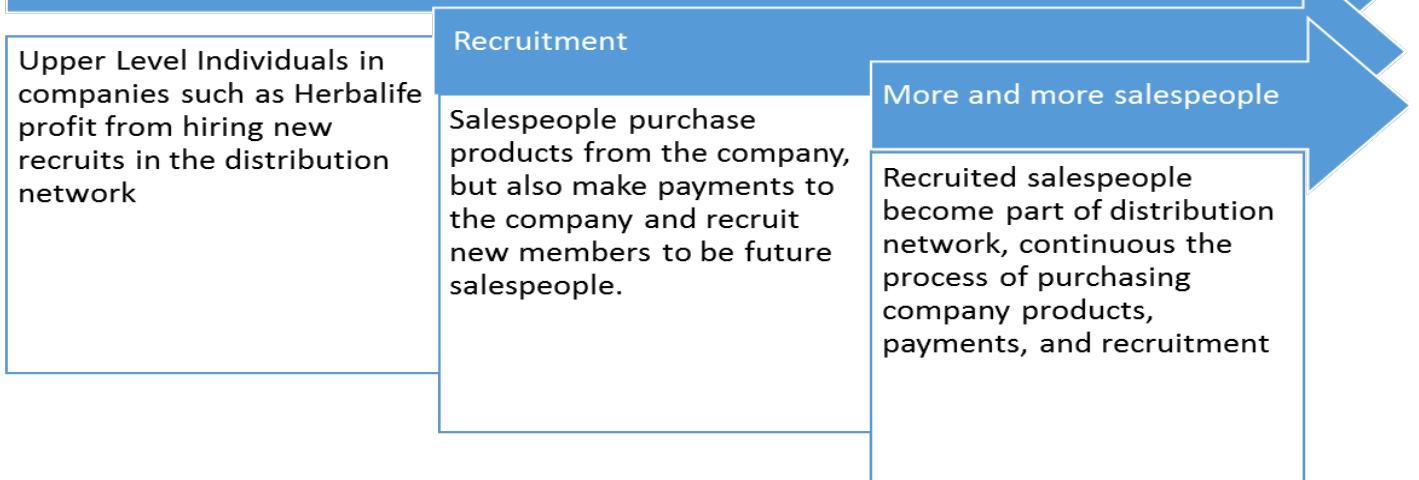 Upper Level Individuals in
companies such as Herbalife
profit from hiring new
recruits in the distribution
network
Recruitment
Salespeople purchase
products from the company,
but also make payments to
the company and recruit
new members to be future
salespeople.
More and more salespeople
Recruited salespeople
become part of distribution
network, continuous the
process of purchasing
company products,
payments, and recruitment